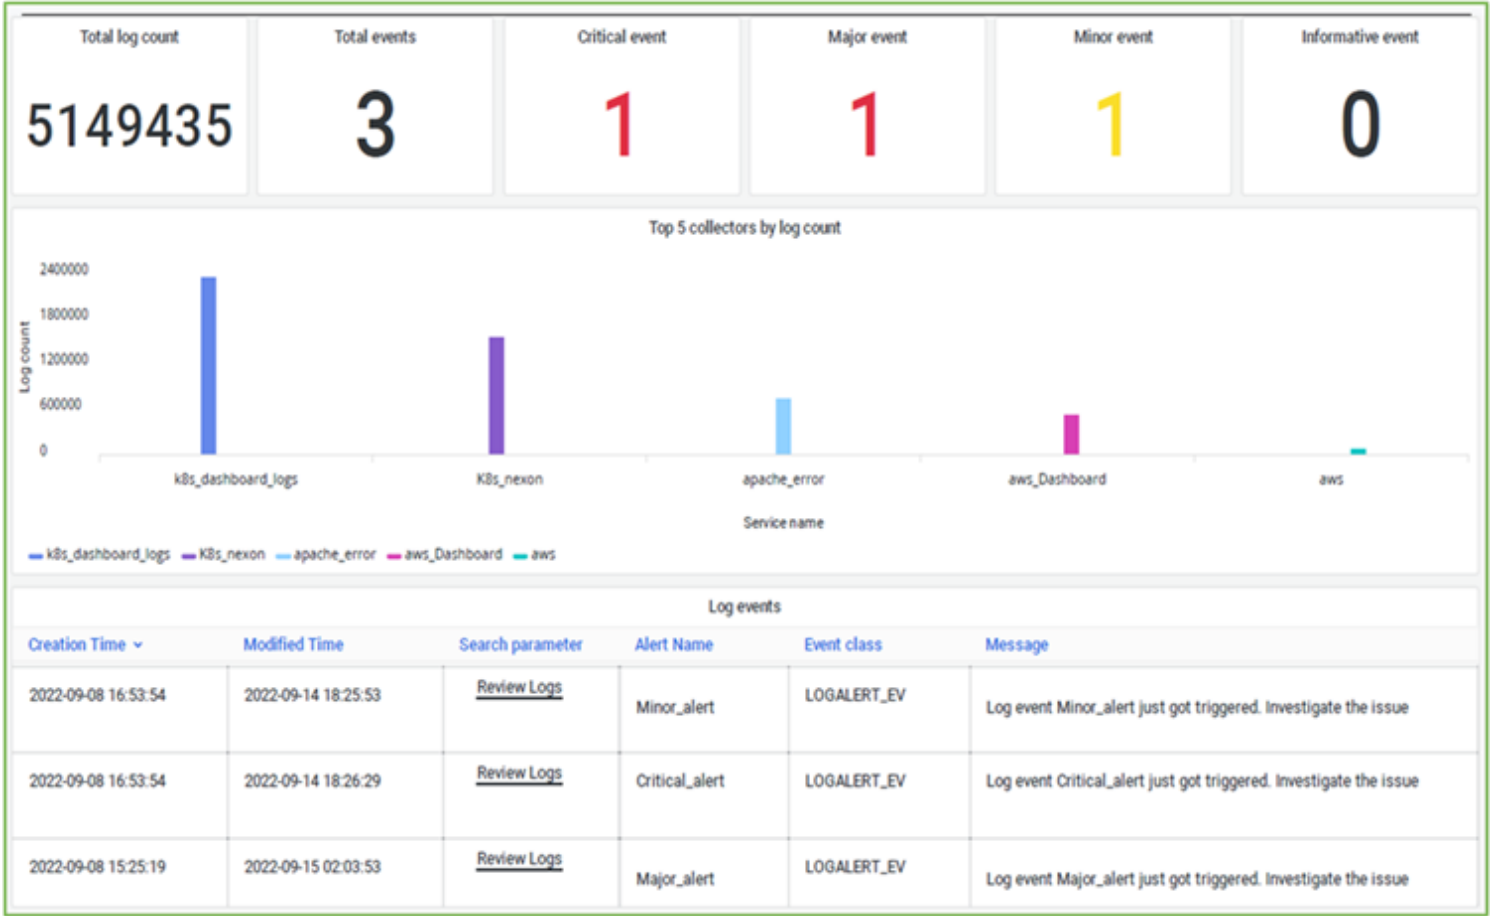 Total log count
5149435
Total events
3
Critical event
1
Major event
1
Minor event
1
Informative event
0
Top 5 collectors by log count
Log count
2400000
1800000
1200000
600000
0
k8s_dashboard_logs K8s_nexon apache_error aws_Dashboard aws
Service name
k8s_dashboard_logs K8s_nexon apache_error aws_Dashboard aws
Log events
Creation Time Modified Time Search parameter Alert Name Event class Message
2022-09-08 16:53:54 2022-09-14 18:25:53 Review Logs Minor_alert LOGALERT_EV Log event Minor_alert just got triggered. Investigate the issue
2022-09-08 16:53:54 2022-09-14 18:26:29 Review Logs Critical_alert LOGALERT_EV Log event Critical_alert just got triggered. Investigate the issue
2022-09-08 15:25:19 2022-09-15 02:03:53 Review Logs Major_alert LOGALERT_EV Log event Major_alert just got triggered. Investigate the issue